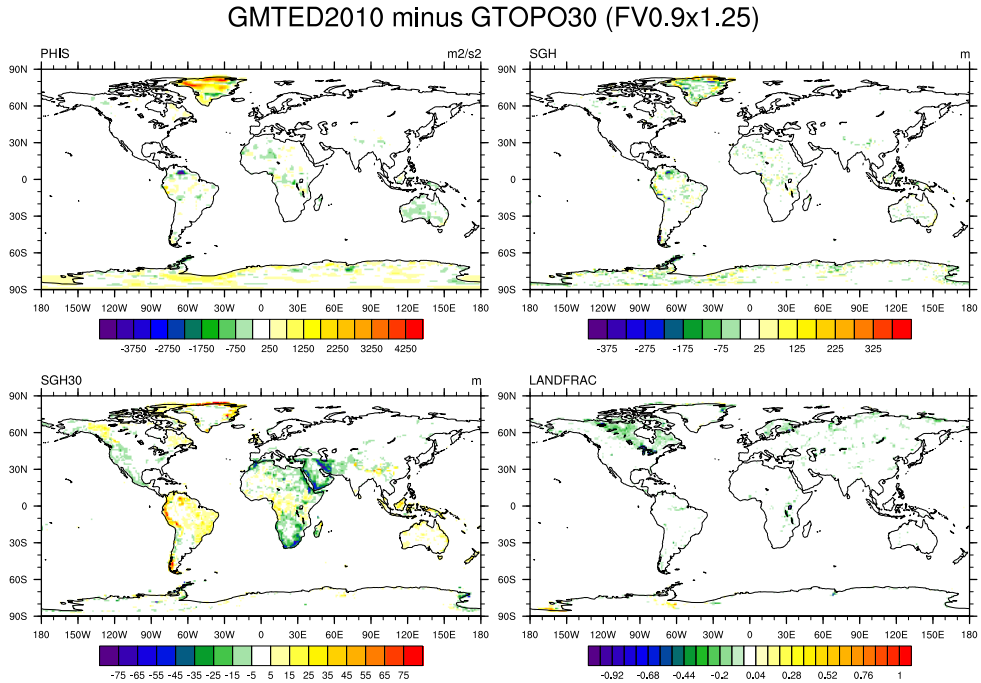 GMTED2010 minus GTOPO30 (FV0.9x1.25)
PHIS m2/s2
90N
60N
30N
0
30S
60S
90S
180 150W 120W 90W 60W 30W 0 30E 60E 90E 120E 150E 180
-3750 -2750 -1750 -750 250 1250 2250 3250 4250
SGH m
90N
60N
30N
0
30S
60S
90S
180 150W 120W 90W 60W 30W 0 30E 60E 90E 120E 150E 180
-375 -275 -175 -75 25 125 225 325
SGH30 m
90N
60N
30N
0
30S
60S
90S
180 150W 120W 90W 60W 30W 0 30E 60E 90E 120E 150E 180
-75 -65 -55 -45 -35 -25 -15 -5 5 15 25 35 45 55 65 75
LANDFRAC
90N
60N
30N
0
30S
60S
90S
180 150W 120W 90W 60W 30W 0 30E 60E 90E 120E 150E 180
-0.92 -0.68 -0.44 -0.2 0.04 0.28 0.52 0.76 1